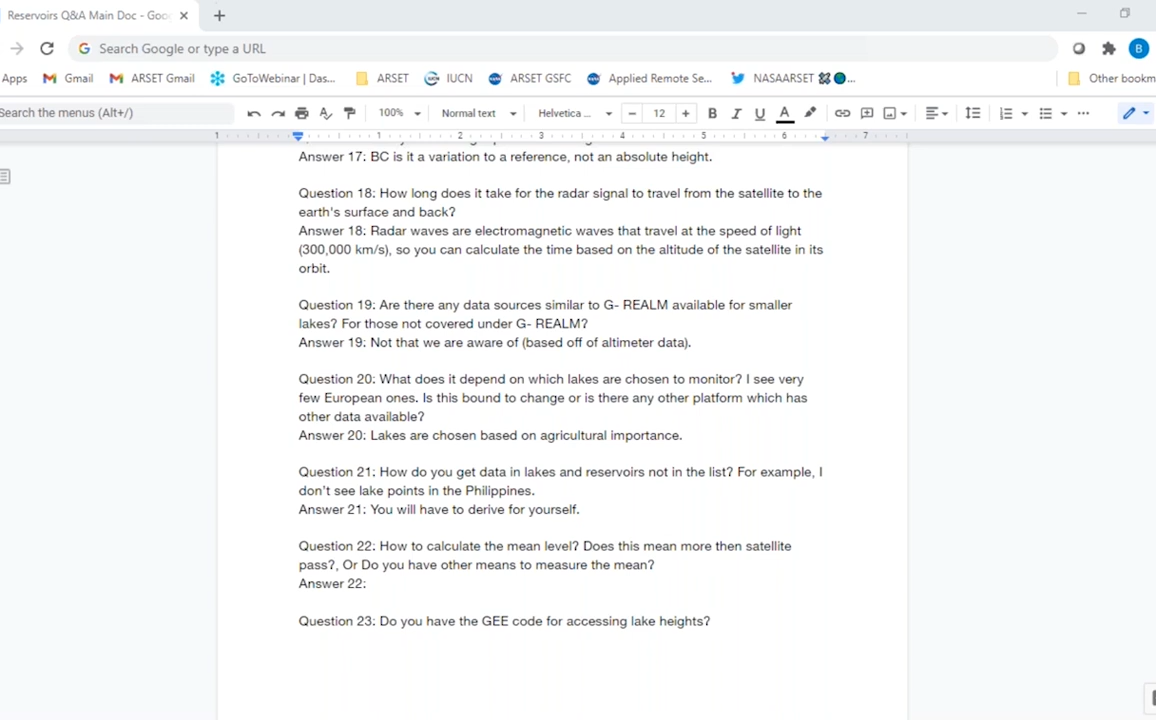 Reservoirs Q&A Main Doc - Goo
Search Google or type a URL
B
Apps Gmail ARSET Gmail GoToWebinar | Das... ARSET IUCN ARSET GSFC Applied Remote Se... NASAARSET Other bookm
Search the menus (Alt+/) 100% Normal text Helvetica ... 12 B I U A
1 1 2 3 4 5 6 7
Answer 17: BC is it a variation to a reference, not an absolute height.
Question 18: How long does it take for the radar signal to travel from the satellite to the
earth's surface and back?
Answer 18: Radar waves are electromagnetic waves that travel at the speed of light
(300,000 km/s), so you can calculate the time based on the altitude of the satellite in its
orbit.
Question 19: Are there any data sources similar to G- REALM available for smaller
lakes? For those not covered under G- REALM?
Answer 19: Not that we are aware of (based off of altimeter data).
Question 20: What does it depend on which lakes are chosen to monitor? I see very
few European ones. Is this bound to change or is there any other platform which has
other data available?
Answer 20: Lakes are chosen based on agricultural importance.
Question 21: How do you get data in lakes and reservoirs not in the list? For example, I
don't see lake points in the Philippines.
Answer 21: You will have to derive for yourself.
Question 22: How to calculate the mean level? Does this mean more then satellite
pass?, Or Do you have other means to measure the mean?
Answer 22:
Question 23: Do you have the GEE code for accessing lake heights?